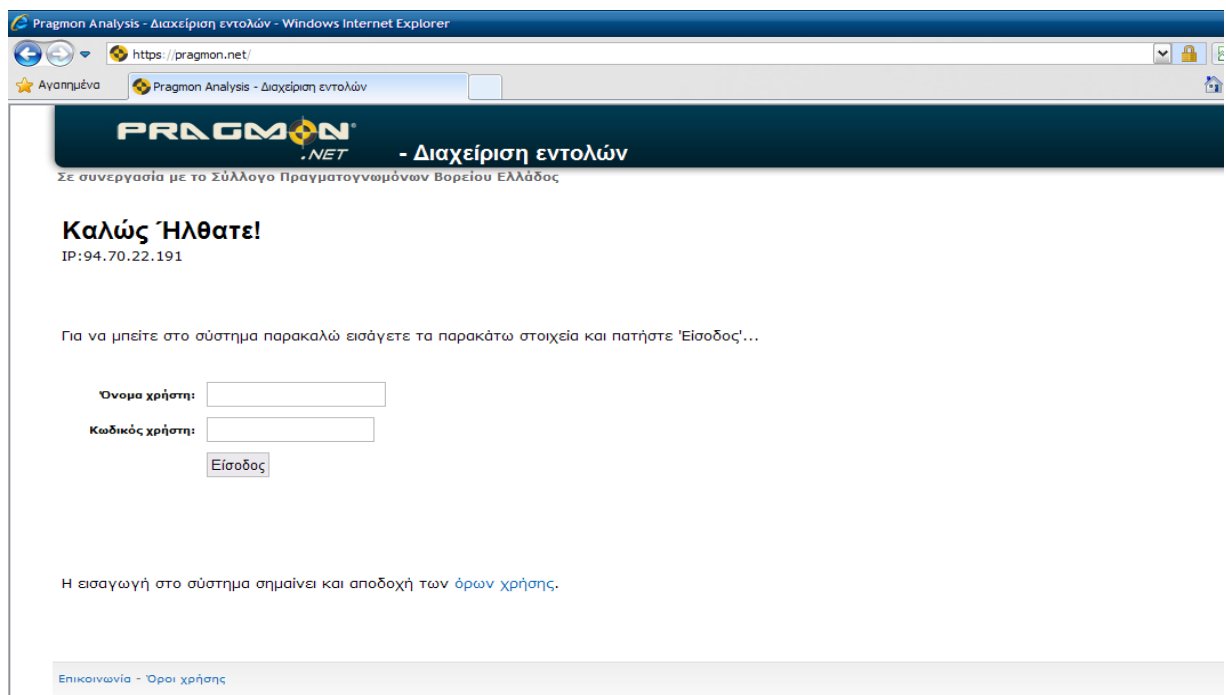 Pragmon Analysis - Διαχείριση εντολών - Windows Internet Explorer
https://pragmon.net/
Αγαπημένα
Pragmon Analysis - Διαχείριση εντολών
PRAGMON
.NET - Διαχείριση εντολών
Σε συνεργασία με το Σύλλογο Πραγματογνωμόνων Βορείου Ελλάδος
Καλώς Ήλθατε!
IP:94.70.22.191
Για να μπείτε στο σύστημα παρακαλώ εισάγετε τα παρακάτω στοιχεία και πατήστε 'Είσοδος'...
Όνομα χρήστη:
Κωδικός χρήστη:
Είσοδος
Η εισαγωγή στο σύστημα σημαίνει και αποδοχή των όρων χρήσης.
Επικοινωνία - Όροι χρήσης